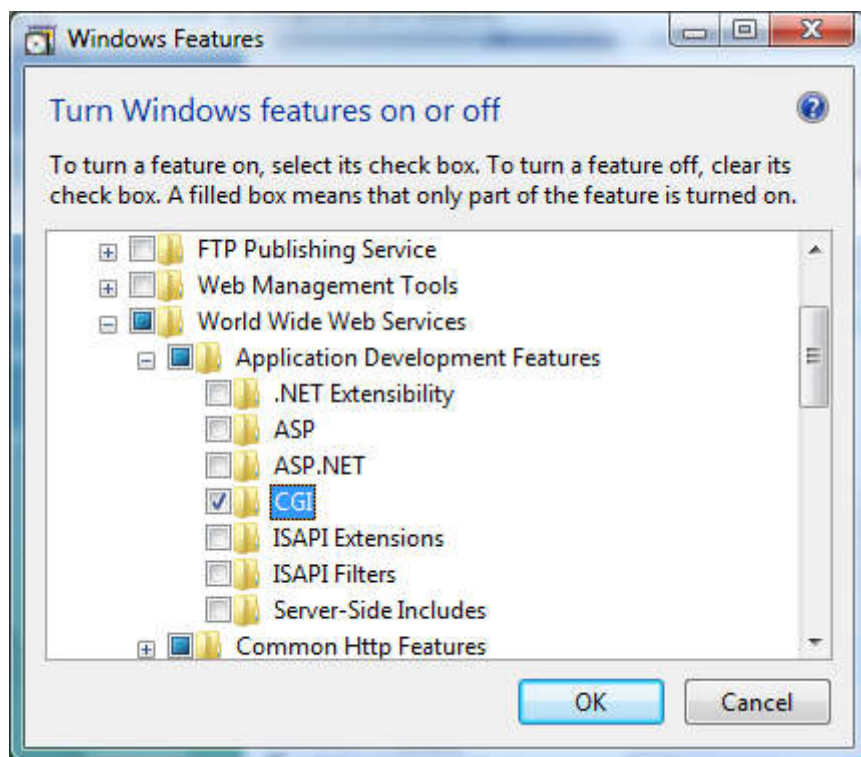 Windows Features
Turn Windows features on or off
To turn a feature on, select its check box. To turn a feature off, clear its
check box. A filled box means that only part of the feature is turned on.
FTP Publishing Service
Web Management Tools
World Wide Web Services
Application Development Features
.NET Extensibility
ASP
ASP.NET
CGI
ISAPI Extensions
ISAPI Filters
Server-Side Includes
Common Http Features
OK Cancel